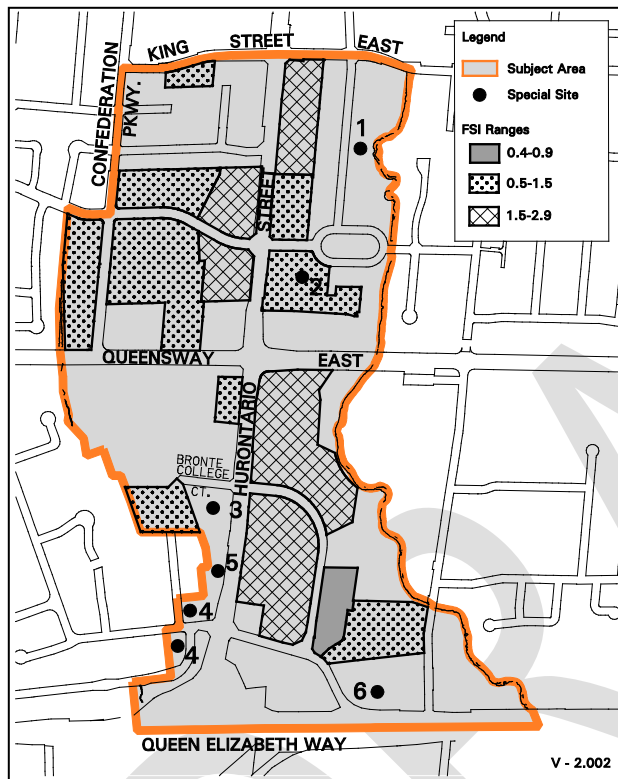 KING STREET EAST
Legend
Subject Area
Special Site
FSI Ranges
0.4-0.9
0.5-1.5
1.5-2.9
CONFEDERATION
PKWY.
1
STREET
2
QUEENSWAY EAST
HURONTARIO
BRONTE
COLLEGE
CT.
3
5
4
4
6
QUEEN ELIZABETH WAY
V - 2.002